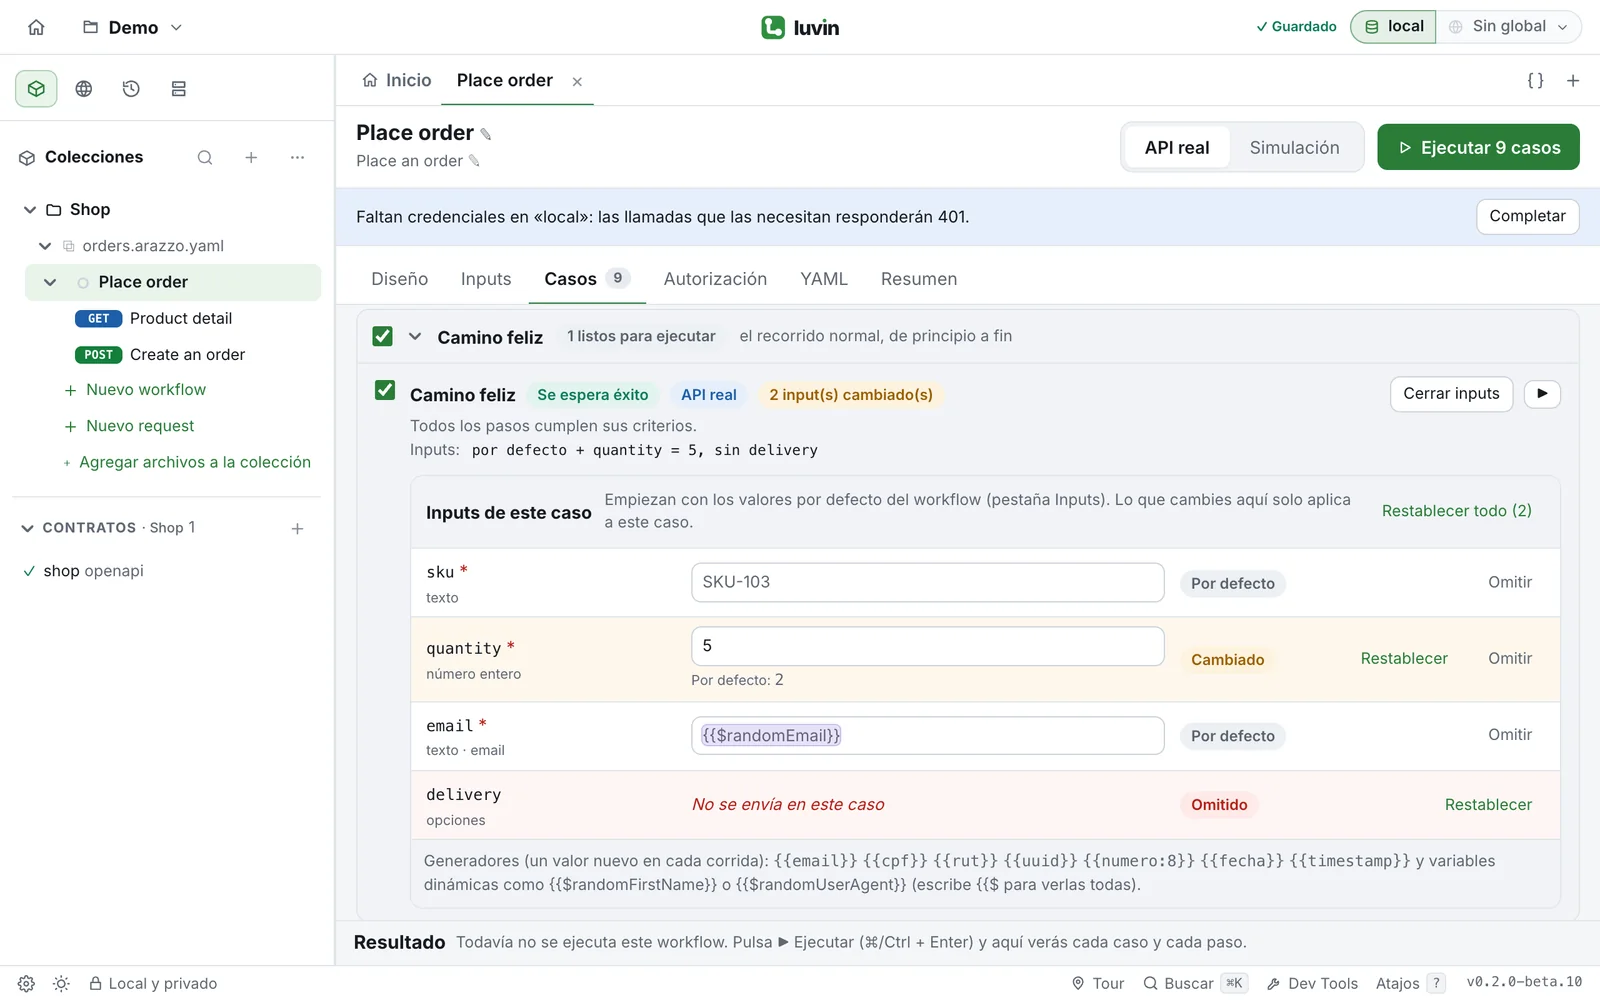 Demo
luvin
Guardado
local
Sin global
Inicio
Place order
Colecciones
Place order
Place an order
API real
Simulación
Ejecutar 9 casos
Shop
orders.arazzo.yaml
Place order
GET Product detail
POST Create an order
+ Nuevo workflow
+ Nuevo request
+ Agregar archivos a la colección
CONTRATOS · Shop 1
shop openapi
Faltan credenciales en «local»: las llamadas que las necesitan responderán 401.
Completar
Diseño
Inputs
Casos 9
Autorización
YAML
Resumen
Camino feliz
1 listos para ejecutar
el recorrido normal, de principio a fin
Camino feliz
Se espera éxito
API real
2 input(s) cambiado(s)
Cerrar inputs
Todos los pasos cumplen sus criterios.
Inputs: por defecto + quantity = 5, sin delivery
Inputs de este caso
Empiezan con los valores por defecto del workflow (pestaña Inputs). Lo que cambies aquí solo aplica
a este caso.
Restablecer todo (2)
sku *
texto
SKU-103
Por defecto
Omitir
quantity *
número entero
5
Por defecto: 2
Cambiado
Restablecer
Omitir
email *
texto · email
{{$randomEmail}}
Por defecto
Omitir
delivery
opciones
No se envía en este caso
Omitido
Restablecer
Generadores (un valor nuevo en cada corrida): {{email}} {{cpf}} {{rut}} {{uuid}} {{numero:8}} {{fecha}} {{timestamp}} y variables
dinámicas como {{$randomFirstName}} o {{$randomUserAgent}} (escribe {{$ para verlas todas).
Resultado
Todavía no se ejecuta este workflow. Pulsa ▶ Ejecutar (⌘/Ctrl + Enter) y aquí verás cada caso y cada paso.
Local y privado
Tour
Buscar ⌘K
Dev Tools
Atajos ?
v0.2.0-beta.10